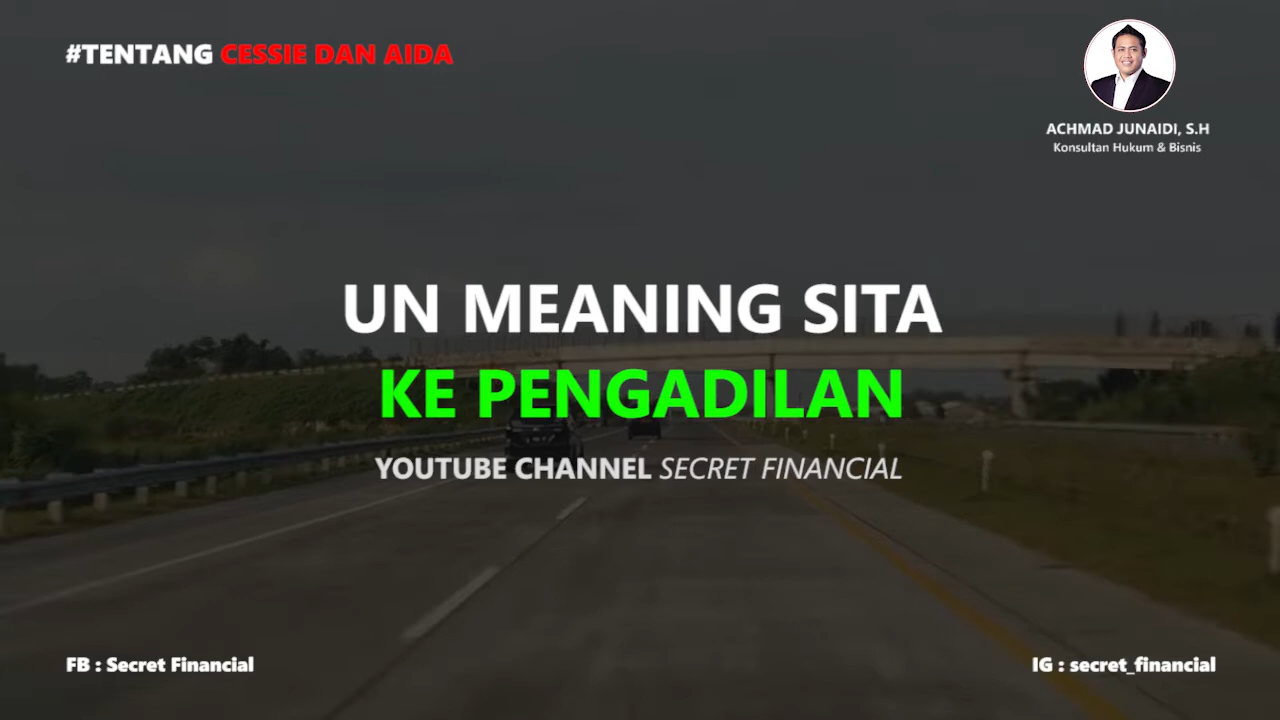 #TENTANG CESSIE DAN AIDA
ACHMAD JUNAIDI, S.H
Konsultan Hukum & Bisnis
UN MEANING SITA
KE PENGADILAN
YOUTUBE CHANNEL SECRET FINANCIAL
FB : Secret Financial
IG : secret_financial